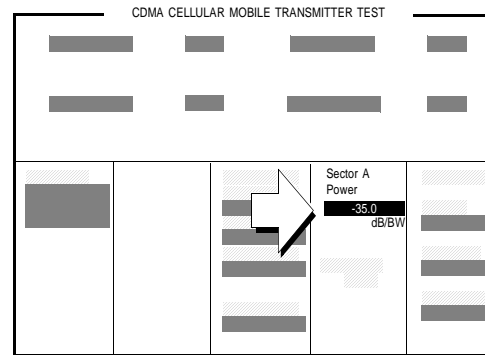 CDMA CELLULAR MOBILE TRANSMITTER TEST
Sector A
Power
-35.0
dB/BW